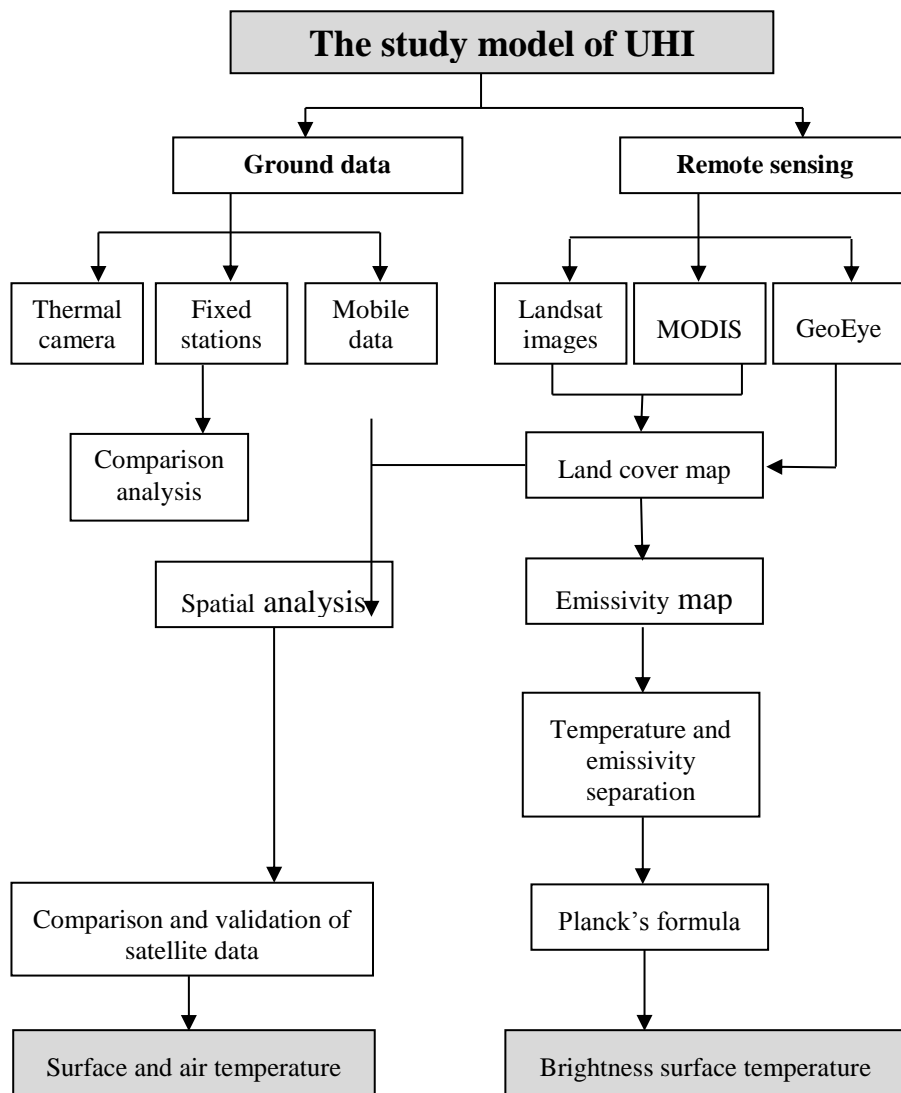 The study model of UHI
Ground data
Remote sensing
Thermal
camera
Fixed
stations
Mobile
data
Landsat
images
MODIS
GeoEye
Comparison
analysis
Land cover map
Spatial analysis
Emissivity map
Temperature and
emissivity
separation
Comparison and validation of
satellite data
Planck's formula
Surface and air temperature
Brightness surface temperature